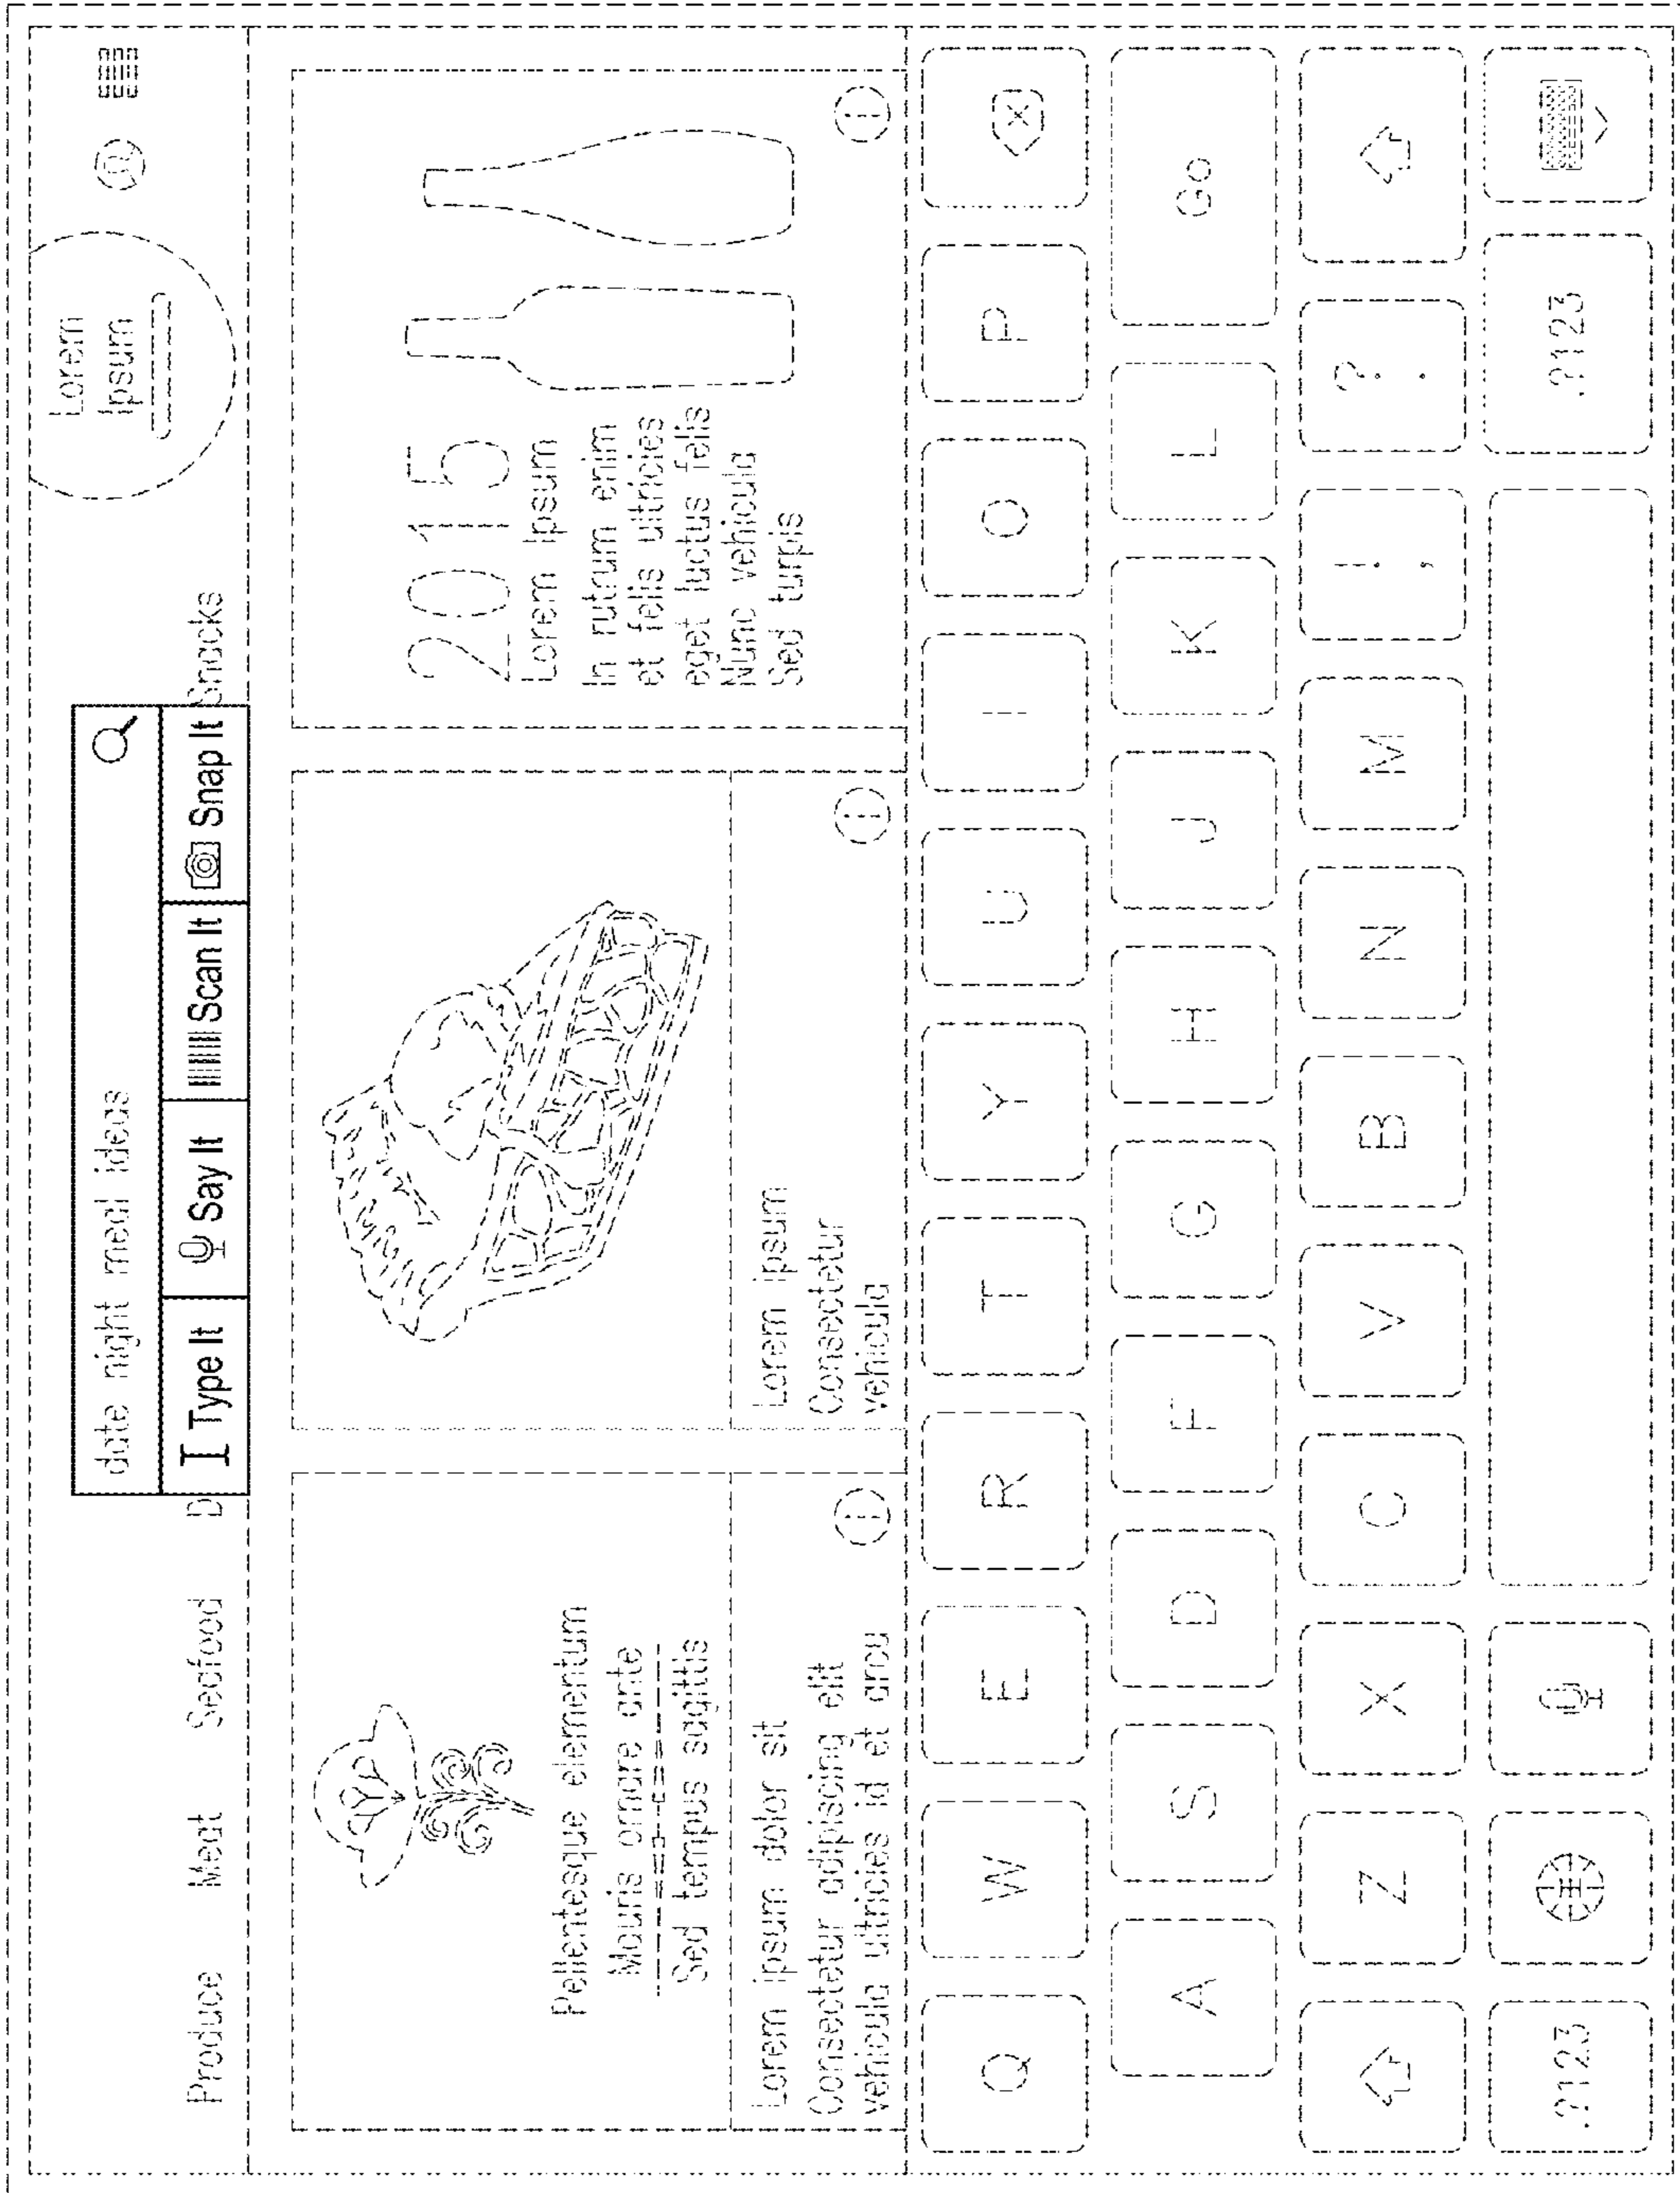 Lorem
Ipsum
date night meal ideas
Type It Say It Scan It Snap It
Produce Meat Seafood D Snacks
Pellentesque elementum
Mauris ornare ante
Sed tempus sagittis
Lorem ipsum dolor sit
Consectetur adipiscing elit
vehicula ultricies id et arcu
Lorem ipsum
Consectetur
vehicula
2015
Lorem Ipsum
In rutrum enim
et felis ultricies
eget luctus felis
Nunc vehicula
Sed turpis
i
i
i
Q W E R T Y U I O P
A S D F G H J K L Go
Z X C V B N M ! , ? .
.?123 .?123